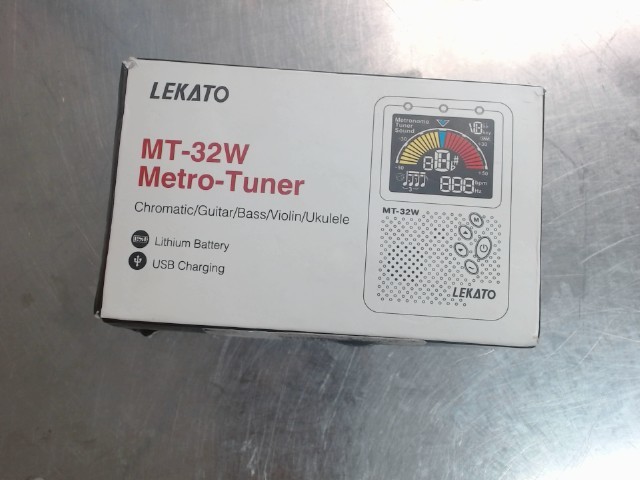 LEKATO
MT-32W
Metro-Tuner
Chromatic/Guitar/Bass/Violin/Ukulele
Lithium Battery
USB Charging
Metronome
Tuner
Sound
MT-32W
LEKATO